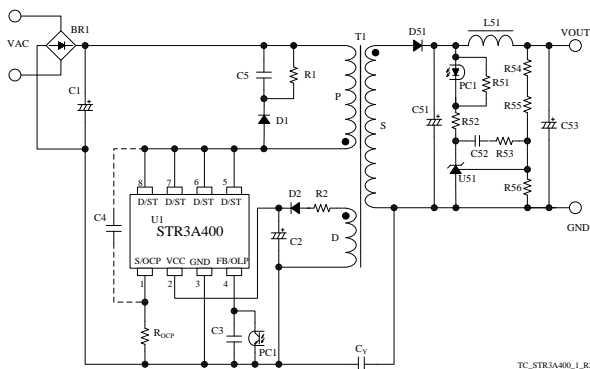 BR1
VAC
C1
C5
R1
D1
P
T1
S
D51
L51
VOUT
PC1
R51
R54
R55
C51
R52
C53
C52
R53
U51
R56
GND
8
7
6
5
D/ST
D/ST
D/ST
D/ST
C4
U1
STR3A400
S/OCP
VCC
GND
FB/OLP
1
2
3
4
D2
R2
C2
D
ROCP
C3
PC1
CY